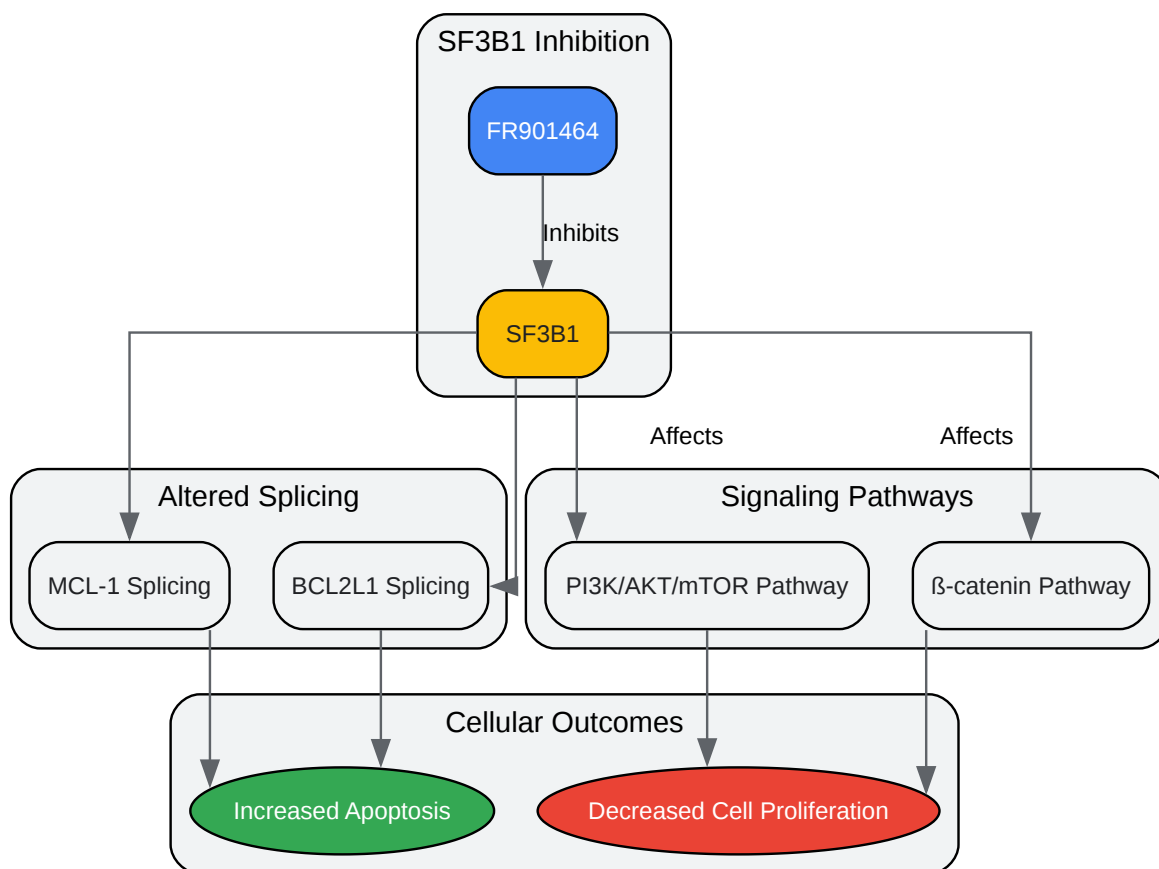 SF3B1 Inhibition
FR901464
Inhibits
SF3B1
Affects
Affects
Altered Splicing
Signaling Pathways
MCL-1 Splicing
BCL2L1 Splicing
PI3K/AKT/mTOR Pathway
ß-catenin Pathway
Cellular Outcomes
Increased Apoptosis
Decreased Cell Proliferation